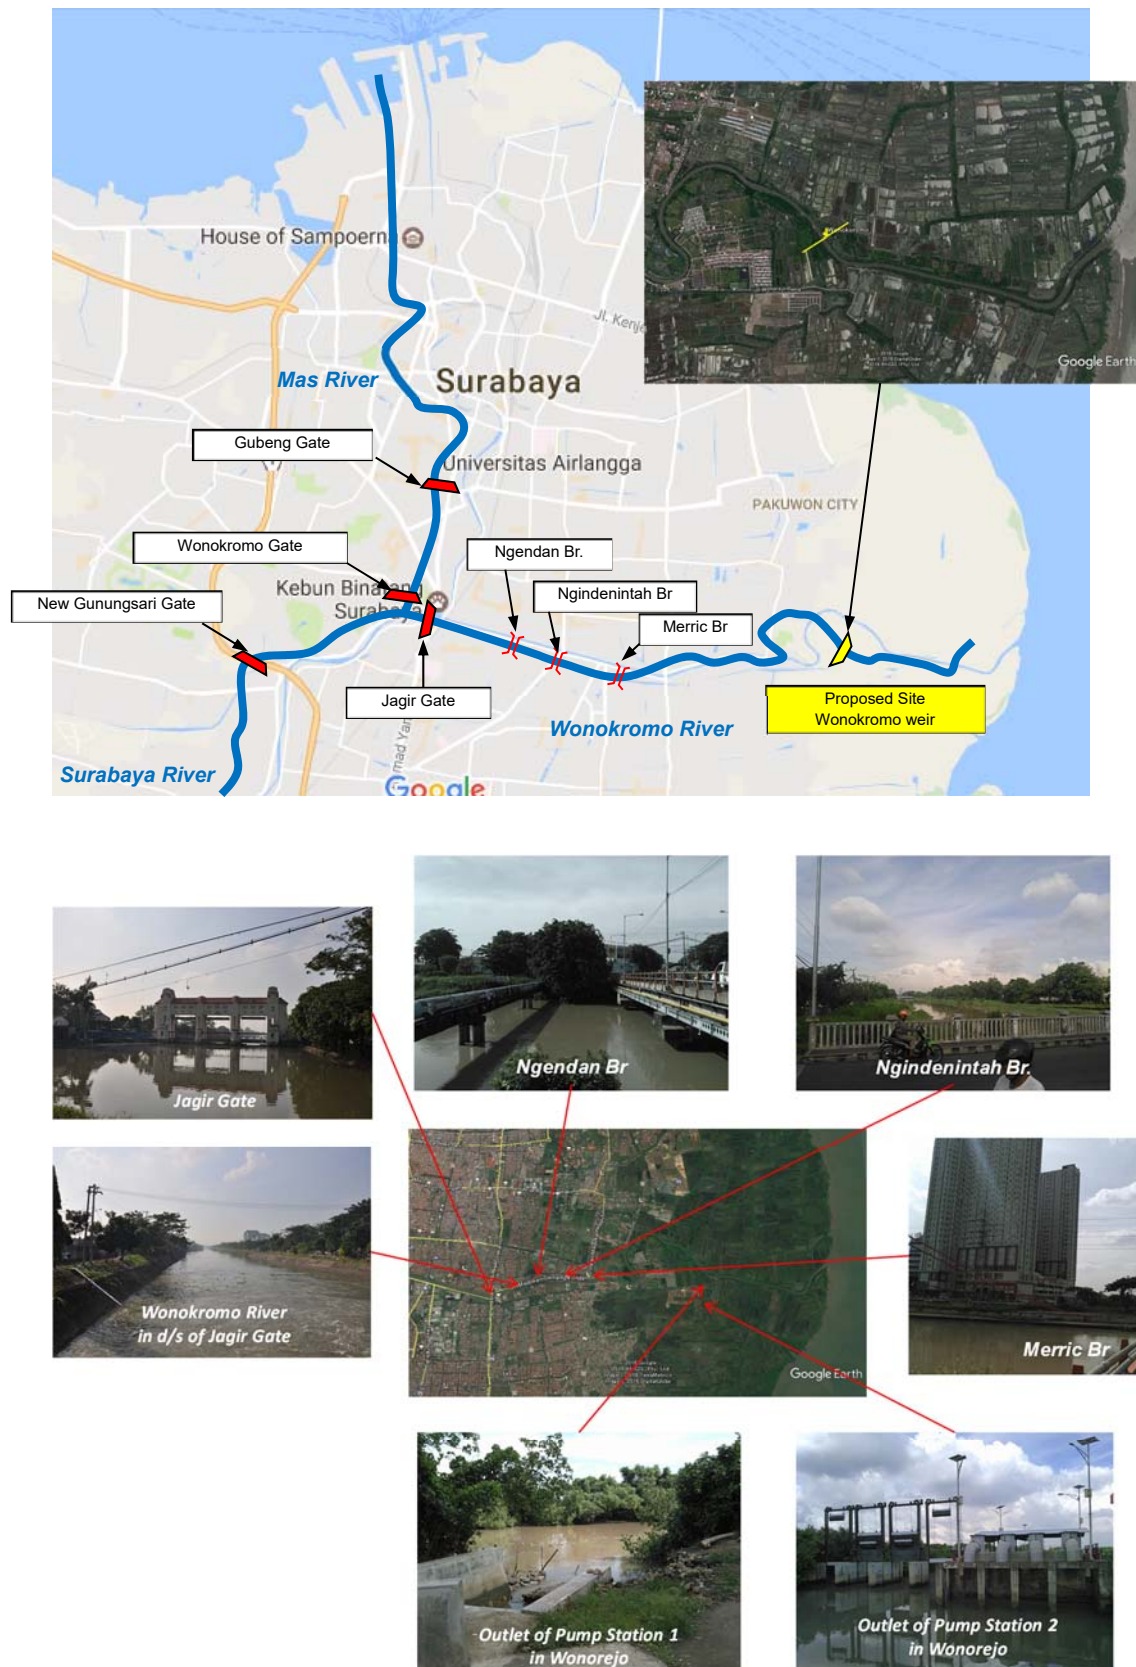 House of Sampoerna
Jl. Kenje
Mas River
Surabaya
Wonokromo
Google Earth
Gubeng Gate
Universitas Airlangga
PAKUWON CITY
Wonokromo Gate
Ngendan Br.
Kebun Binatang
Surabaya
Ngindenintah Br
New Gunungsari Gate
Merric Br
Jagir Gate
Proposed Site
Wonokromo weir
Wonokromo River
mad Yan
Surabaya River
Google
Jagir Gate
Ngendan Br
Ngindenintah Br.
Wonokromo River
in d/s of Jagir Gate
Merric Br
Google Earth
Outlet of Pump Station 1
in Wonorejo
Outlet of Pump Station 2
in Wonorejo